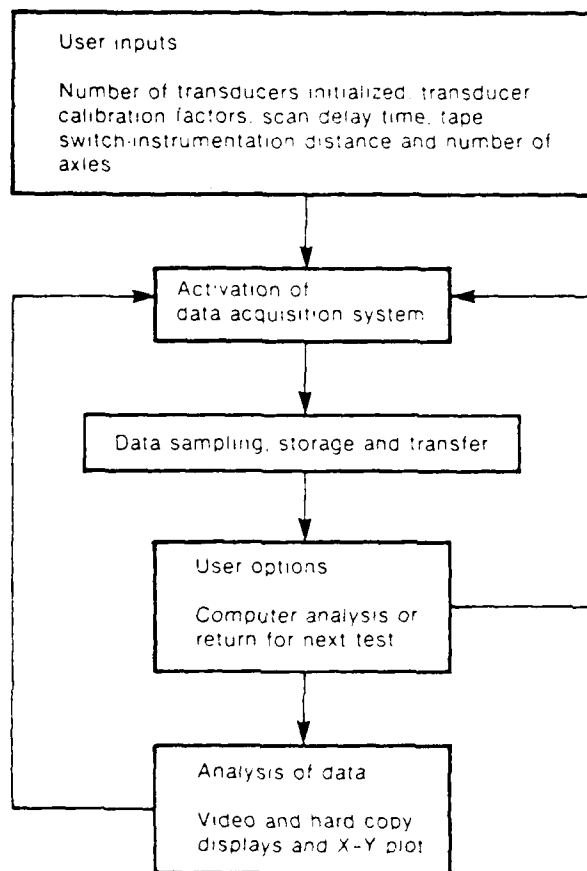 User inputs
Number of transducers initialized, transducer
calibration factors, scan delay time, tape
switch-instrumentation distance and number of
axles
Activation of
data acquisition system
Data sampling, storage and transfer
User options
Computer analysis or
return for next test
Analysis of data
Video and hard copy
displays and X-Y plot